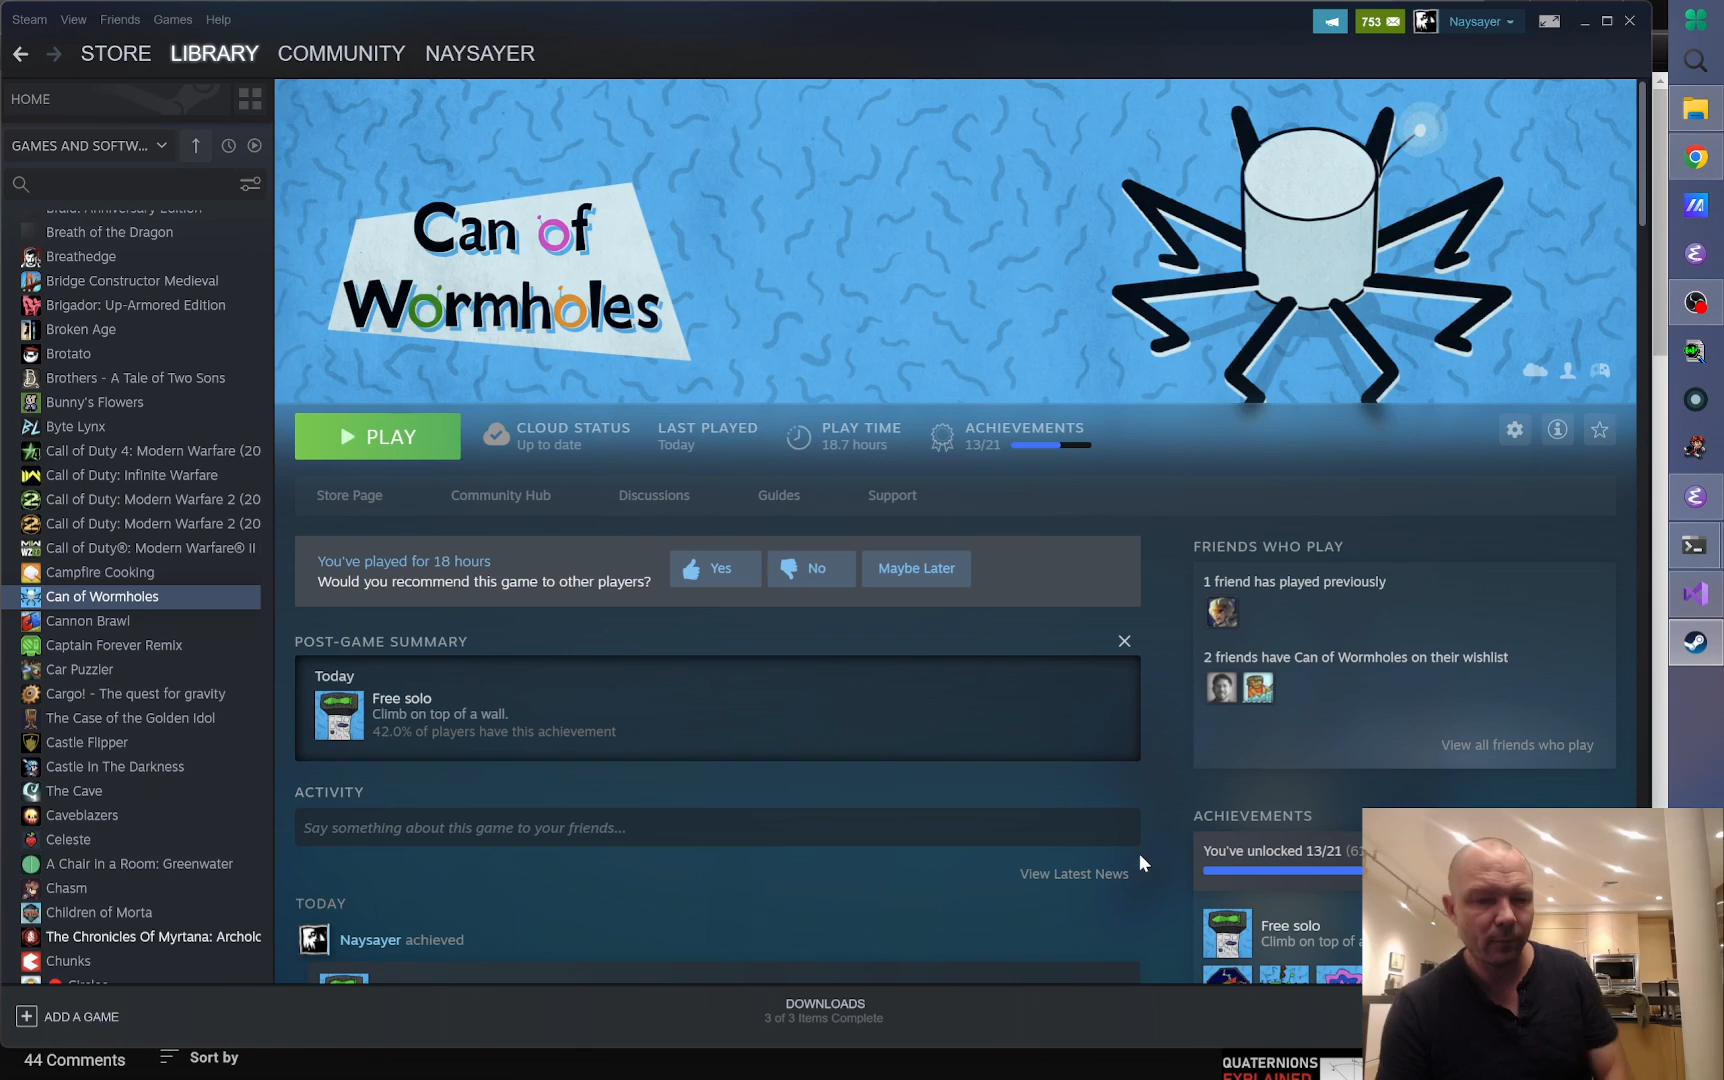 Steam View Friends Games Help
753
Naysayer
STORE LIBRARY COMMUNITY NAYSAYER
HOME
GAMES AND SOFTW...
Braid: Anniversary Edition
Breath of the Dragon
Breathedge
Bridge Constructor Medieval
Brigador: Up-Armored Edition
Broken Age
Brotato
Brothers - A Tale of Two Sons
Bunny's Flowers
Byte Lynx
Call of Duty 4: Modern Warfare (20
Call of Duty: Infinite Warfare
Call of Duty: Modern Warfare 2 (20
Call of Duty: Modern Warfare 2 (20
Call of Duty®: Modern Warfare® II
Campfire Cooking
Can of Wormholes
Cannon Brawl
Captain Forever Remix
Car Puzzler
Cargo! - The quest for gravity
The Case of the Golden Idol
Castle Flipper
Castle In The Darkness
The Cave
Caveblazers
Celeste
A Chair in a Room: Greenwater
Chasm
Children of Morta
The Chronicles Of Myrtana: Archolc
Chunks
ADD A GAME
Can of
Wormholes
PLAY
CLOUD STATUS
Up to date
LAST PLAYED
Today
PLAY TIME
18.7 hours
ACHIEVEMENTS
13/21
Store Page Community Hub Discussions Guides Support
You've played for 18 hours
Would you recommend this game to other players?
Yes No Maybe Later
POST-GAME SUMMARY
Today
Free solo
Climb on top of a wall.
42.0% of players have this achievement
ACTIVITY
Say something about this game to your friends...
View Latest News
TODAY
Naysayer achieved
FRIENDS WHO PLAY
1 friend has played previously
2 friends have Can of Wormholes on their wishlist
View all friends who play
ACHIEVEMENTS
You've unlocked 13/21 (61
Free solo
Climb on top of a
DOWNLOADS
3 of 3 Items Complete
44 Comments
Sort by
QUATERNIONS
EXPLAINED